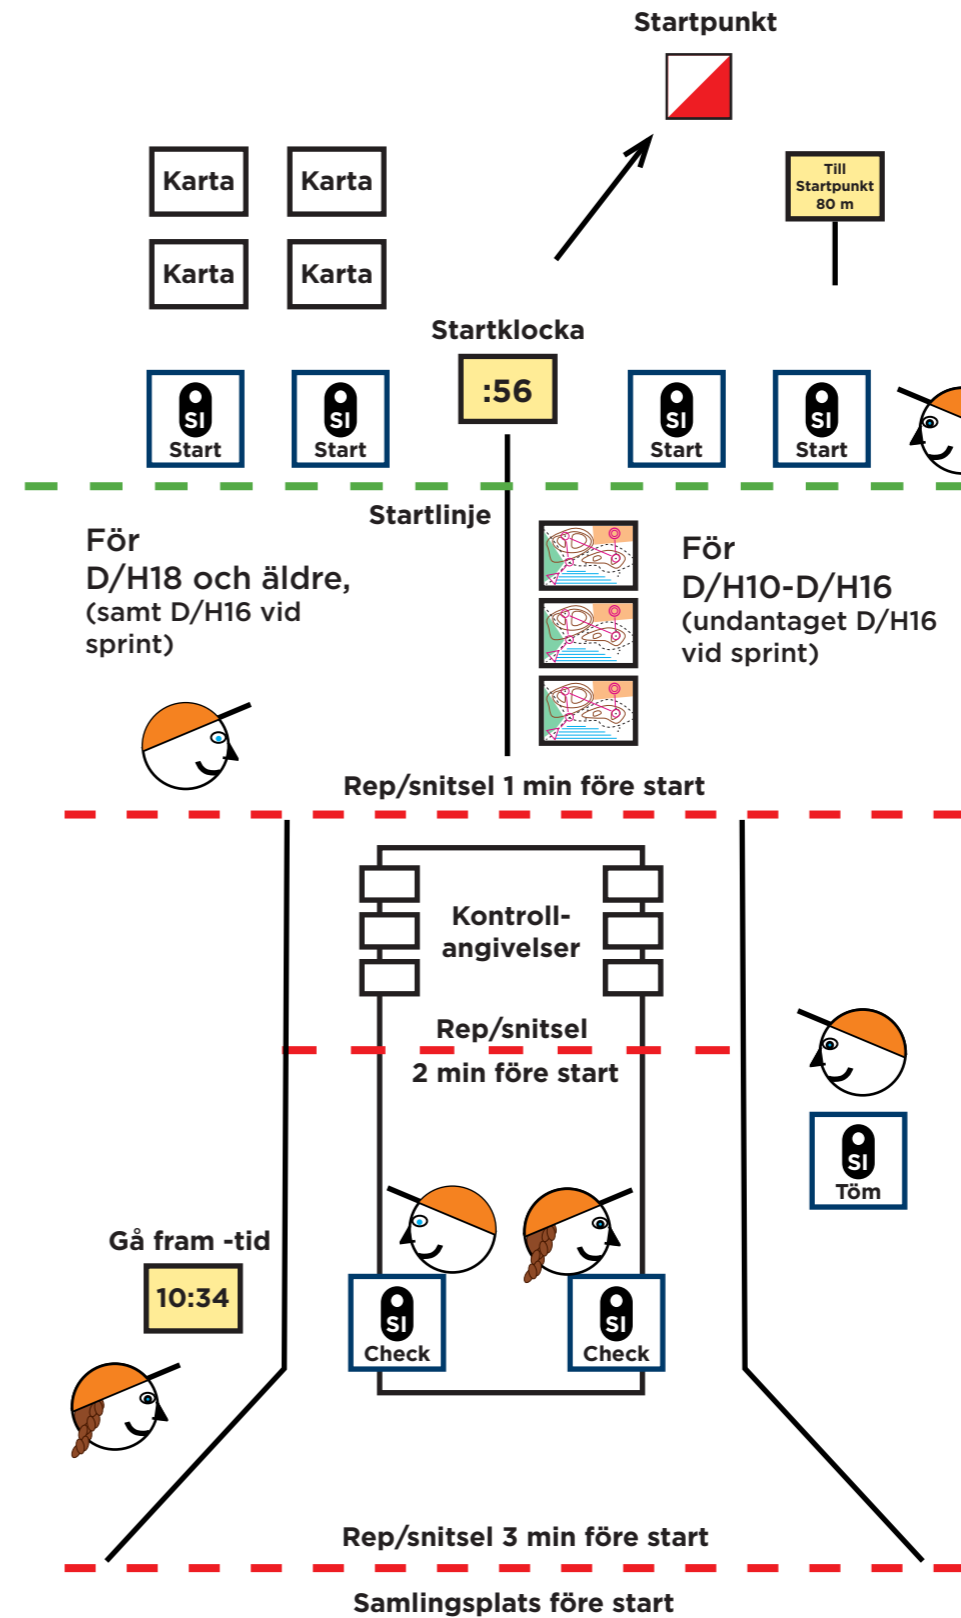 Startpunkt
Till
Startpunkt
80 m
Karta
Karta
Karta
Karta
Startklocka
:56
SI
Start
SI
Start
SI
Start
SI
Start
Startlinje
För
D/H18 och äldre,
(samt D/H16 vid
sprint)
För
D/H10-D/H16
(undantaget D/H16
vid sprint)
Rep/snitsel 1 min före start
Kontroll-
angivelser
Rep/snitsel
2 min före start
SI
Töm
Gå fram -tid
10:34
SI
Check
SI
Check
Rep/snitsel 3 min före start
Samlingsplats före start